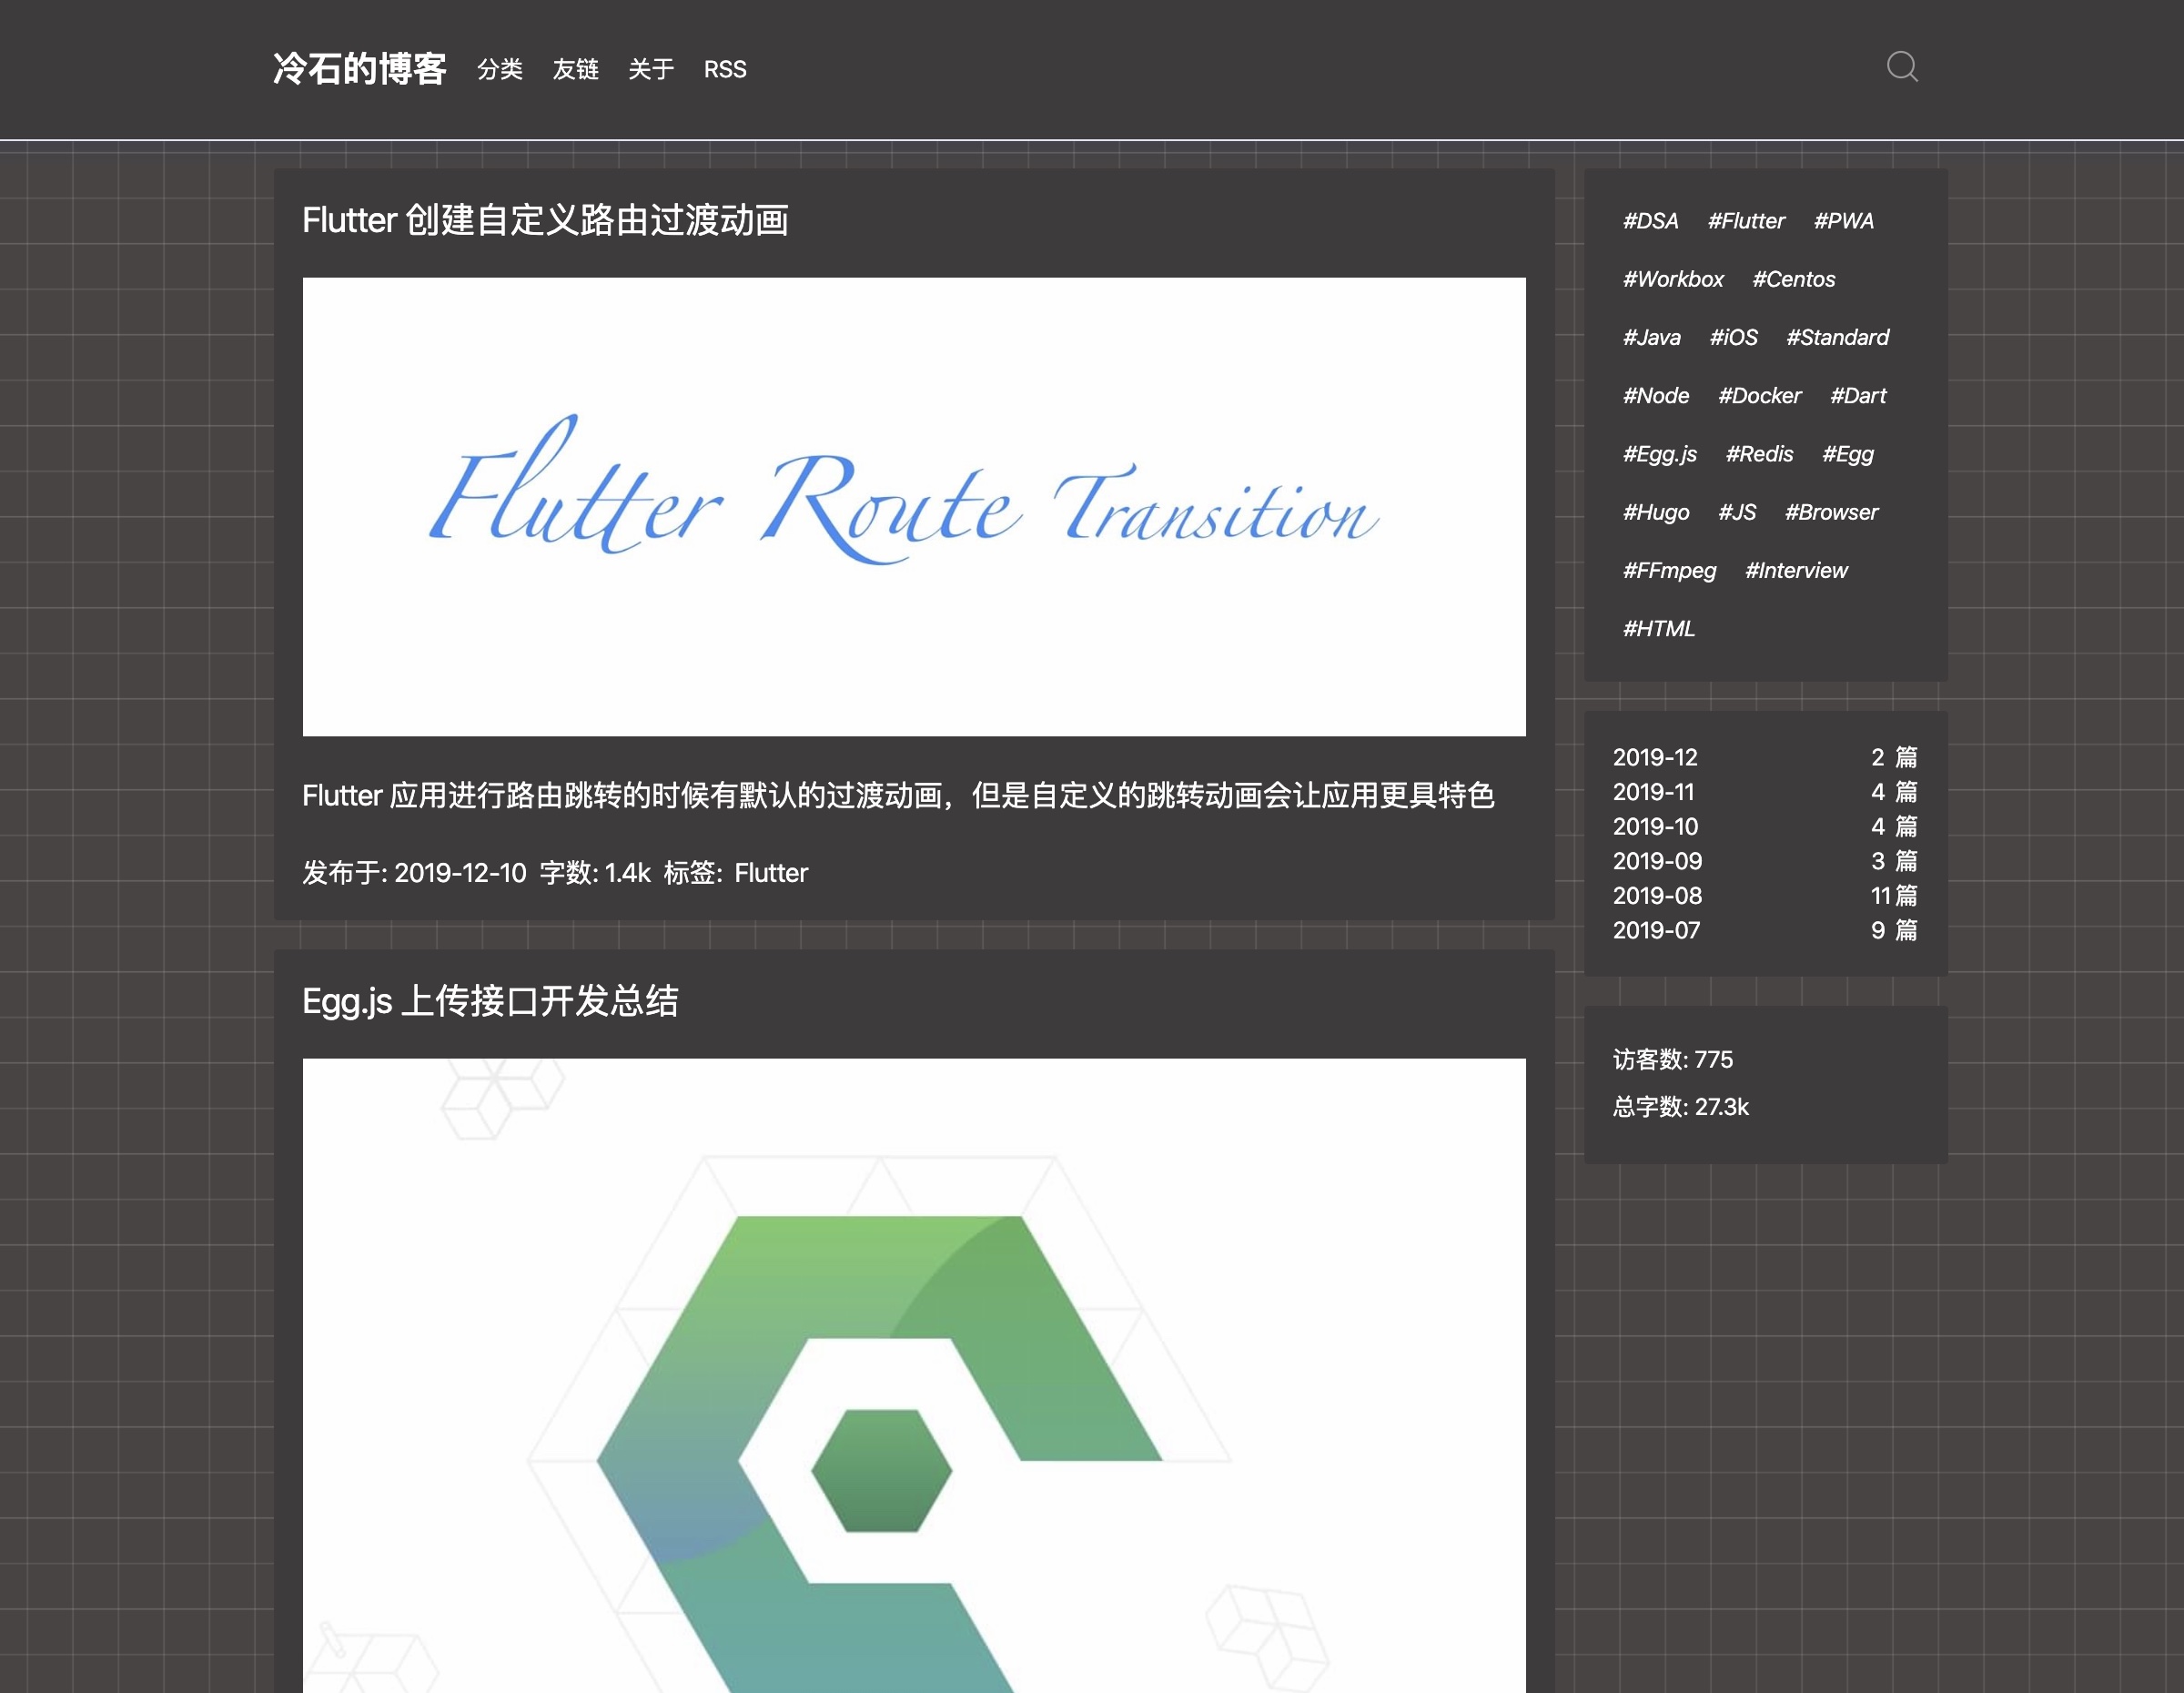 冷石的博客 分类 友链 关于 RSS
Flutter 创建自定义路由过渡动画
Flutter Route Transition
Flutter 应用进行路由跳转的时候有默认的过渡动画，但是自定义的跳转动画会让应用更具特色
发布于: 2019-12-10 字数: 1.4k 标签: Flutter
Egg.js 上传接口开发总结
#DSA #Flutter #PWA
#Workbox #Centos
#Java #iOS #Standard
#Node #Docker #Dart
#Egg.js #Redis #Egg
#Hugo #JS #Browser
#FFmpeg #Interview
#HTML
2019-12 2 篇
2019-11 4 篇
2019-10 4 篇
2019-09 3 篇
2019-08 11 篇
2019-07 9 篇
访客数: 775
总字数: 27.3k